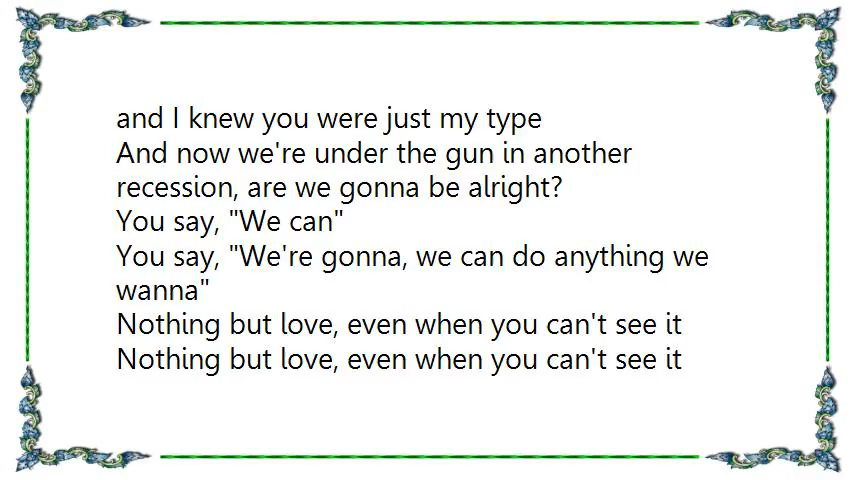 and I knew you were just my type
And now we're under the gun in another
recession, are we gonna be alright?
You say, "We can"
You say, "We're gonna, we can do anything we
wanna"
Nothing but love, even when you can't see it
Nothing but love, even when you can't see it